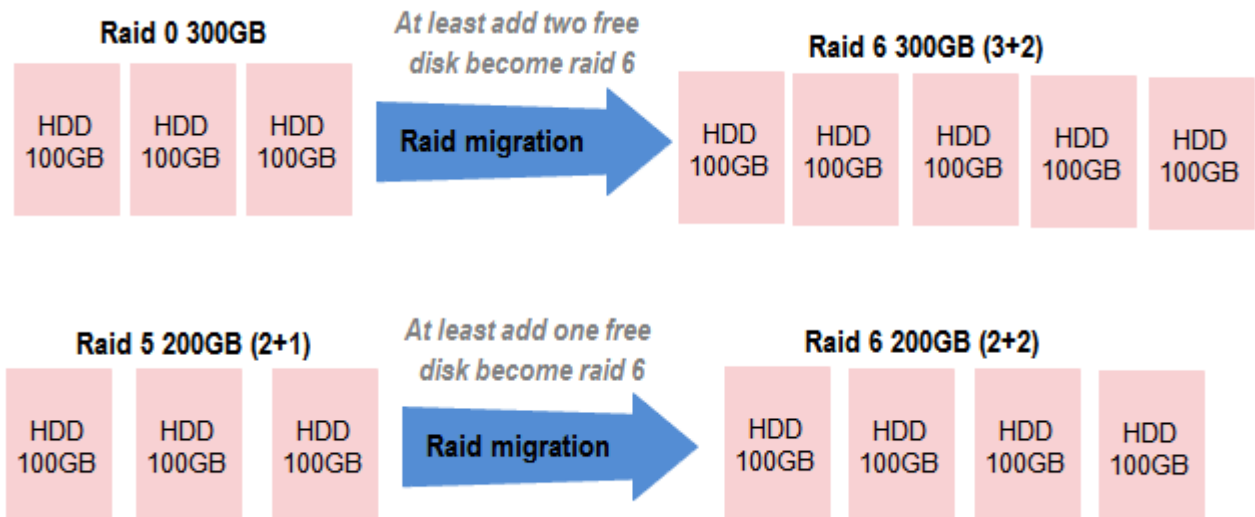 Raid 0 300GB
At least add two free
disk become raid 6
Raid 6 300GB (3+2)
HDD
100GB
HDD
100GB
HDD
100GB
Raid migration
HDD
100GB
HDD
100GB
HDD
100GB
HDD
100GB
HDD
100GB
Raid 5 200GB (2+1)
At least add one free
disk become raid 6
Raid 6 200GB (2+2)
HDD
100GB
HDD
100GB
HDD
100GB
Raid migration
HDD
100GB
HDD
100GB
HDD
100GB
HDD
100GB